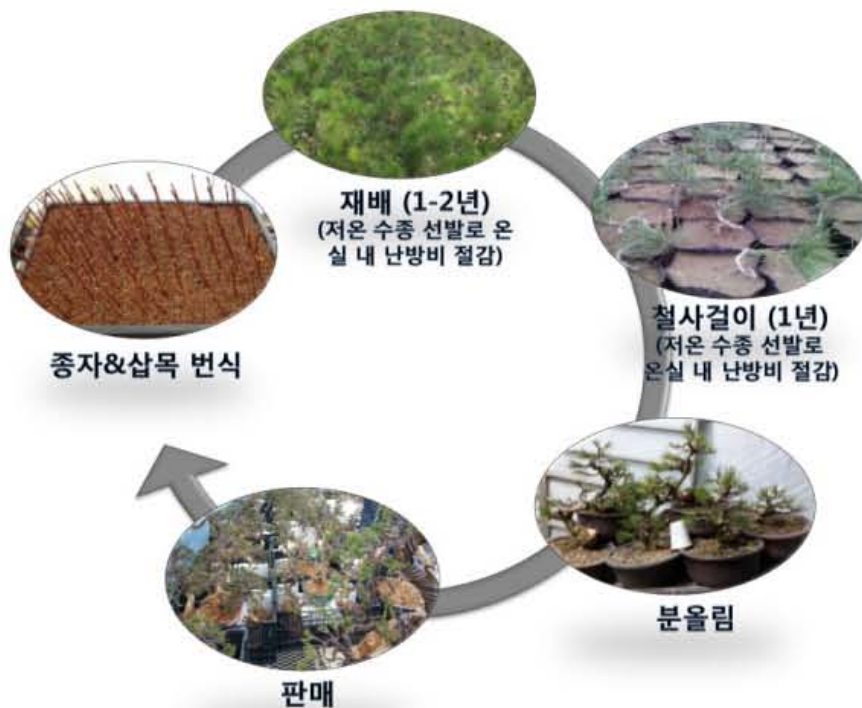 종자&삽목 번식
재배 (1-2년)
(저온 수종 선발로 온
실 내 난방비 절감)
철사걸이 (1년)
(저온 수종 선발로
온실 내 난방비 절감)
분올림
판매